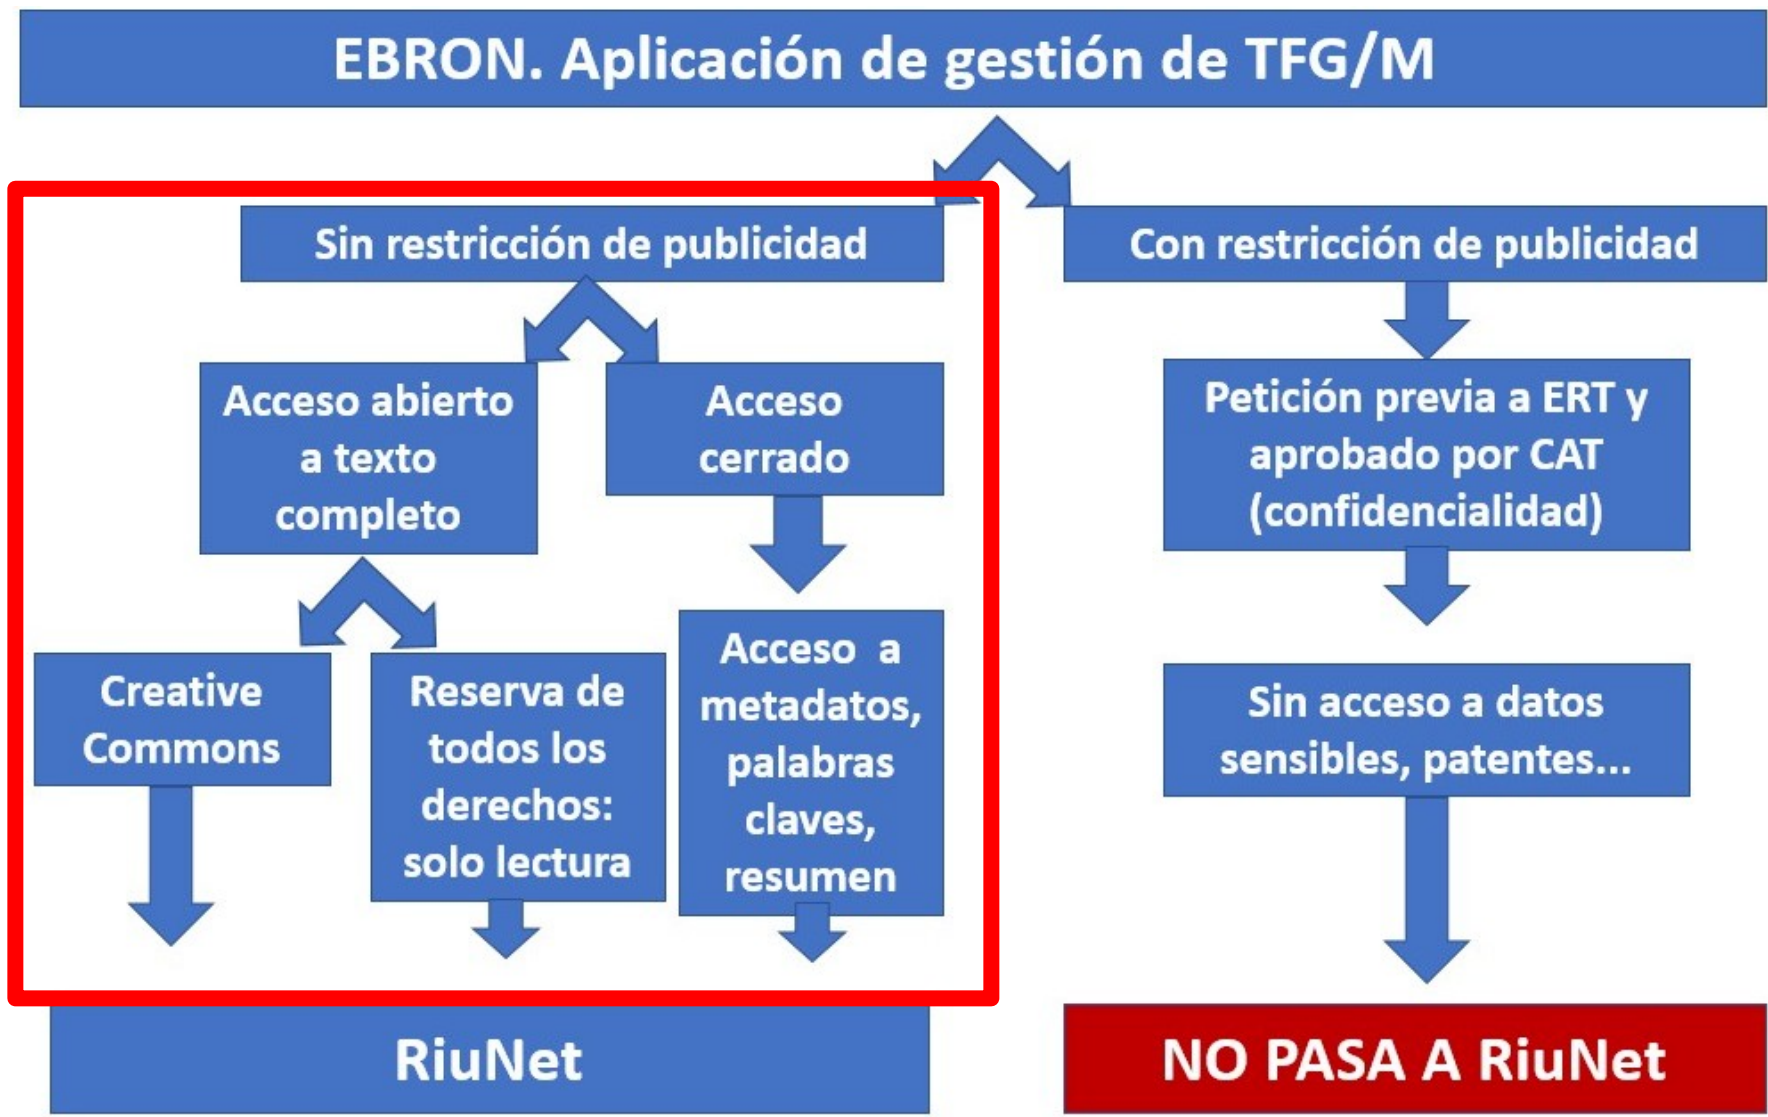 EBRON. Aplicación de gestión de TFG/M
Sin restricción de publicidad
Con restricción de publicidad
Acceso abierto
a texto
completo
Acceso
cerrado
Petición previa a ERT y
aprobado por CAT
(confidencialidad)
Creative
Commons
Reserva de
todos los
derechos:
solo lectura
Acceso a
metadatos,
palabras
claves,
resumen
Sin acceso a datos
sensibles, patentes...
RiuNet
NO PASA A RiuNet